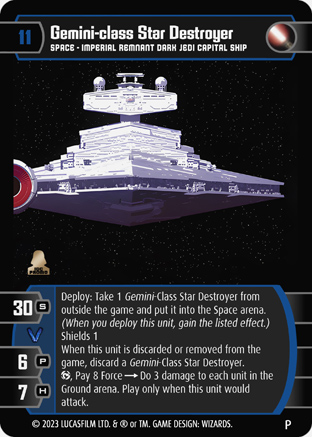 11
Gemini-class Star Destroyer
SPACE - IMPERIAL REMNANT DARK JEDI CAPITAL SHIP
30 S
6 P
7 H
Deploy: Take 1 Gemini-Class Star Destroyer from
outside the game and put it into the Space arena.
(When you deploy this unit, gain the listed effect.)
Shields 1
When this unit is discarded or removed from the
game, discard a Gemini-Class Star Destroyer.
, Pay 8 Force → Do 3 damage to each unit in the
Ground arena. Play only when this unit would
attack.
© 2023 LUCASFILM LTD. & ® or TM. GAME DESIGN: WIZARDS.
P